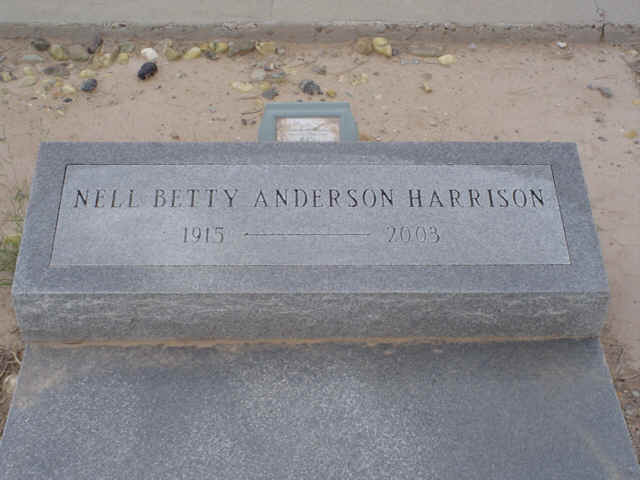 NELL BETTY ANDERSON HARRISON
1915 — 2003